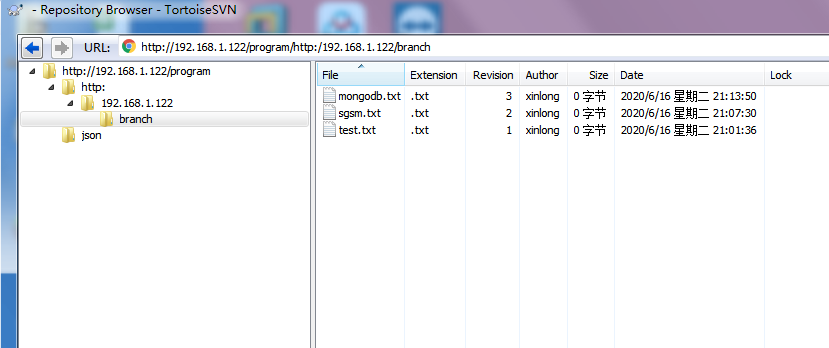 - Repository Browser - TortoiseSVN
URL: http://192.168.1.122/program/http:/192.168.1.122/branch
http://192.168.1.122/program
http:
192.168.1.122
branch
json
File Extension Revision Author Size Date Lock
mongodb.txt .txt 3 xinlong 0 字节 2020/6/16 星期二 21:13:50
sgsm.txt .txt 2 xinlong 0 字节 2020/6/16 星期二 21:07:30
test.txt .txt 1 xinlong 0 字节 2020/6/16 星期二 21:01:36